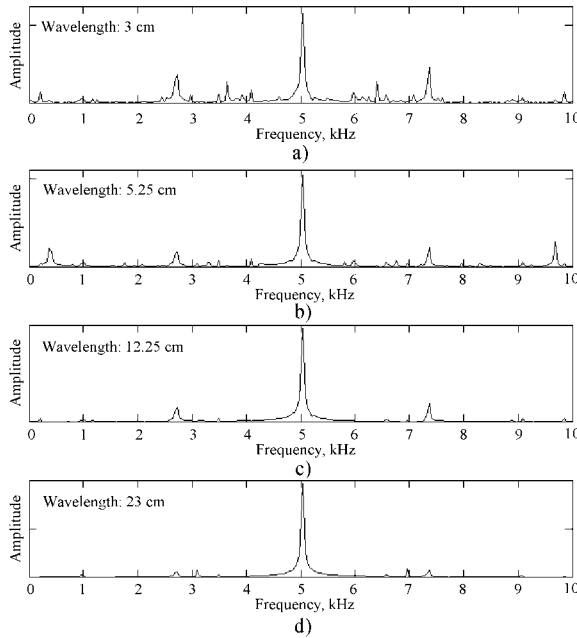 Amplitude
Wavelength: 3 cm
0 1 2 3 4 5 6 7 8 9 10
Frequency, kHz
a)
Amplitude
Wavelength: 5.25 cm
0 1 2 3 4 5 6 7 8 9 10
Frequency, kHz
b)
Amplitude
Wavelength: 12.25 cm
0 1 2 3 4 5 6 7 8 9 10
Frequency, kHz
c)
Amplitude
Wavelength: 23 cm
0 1 2 3 4 5 6 7 8 9 10
Frequency, kHz
d)